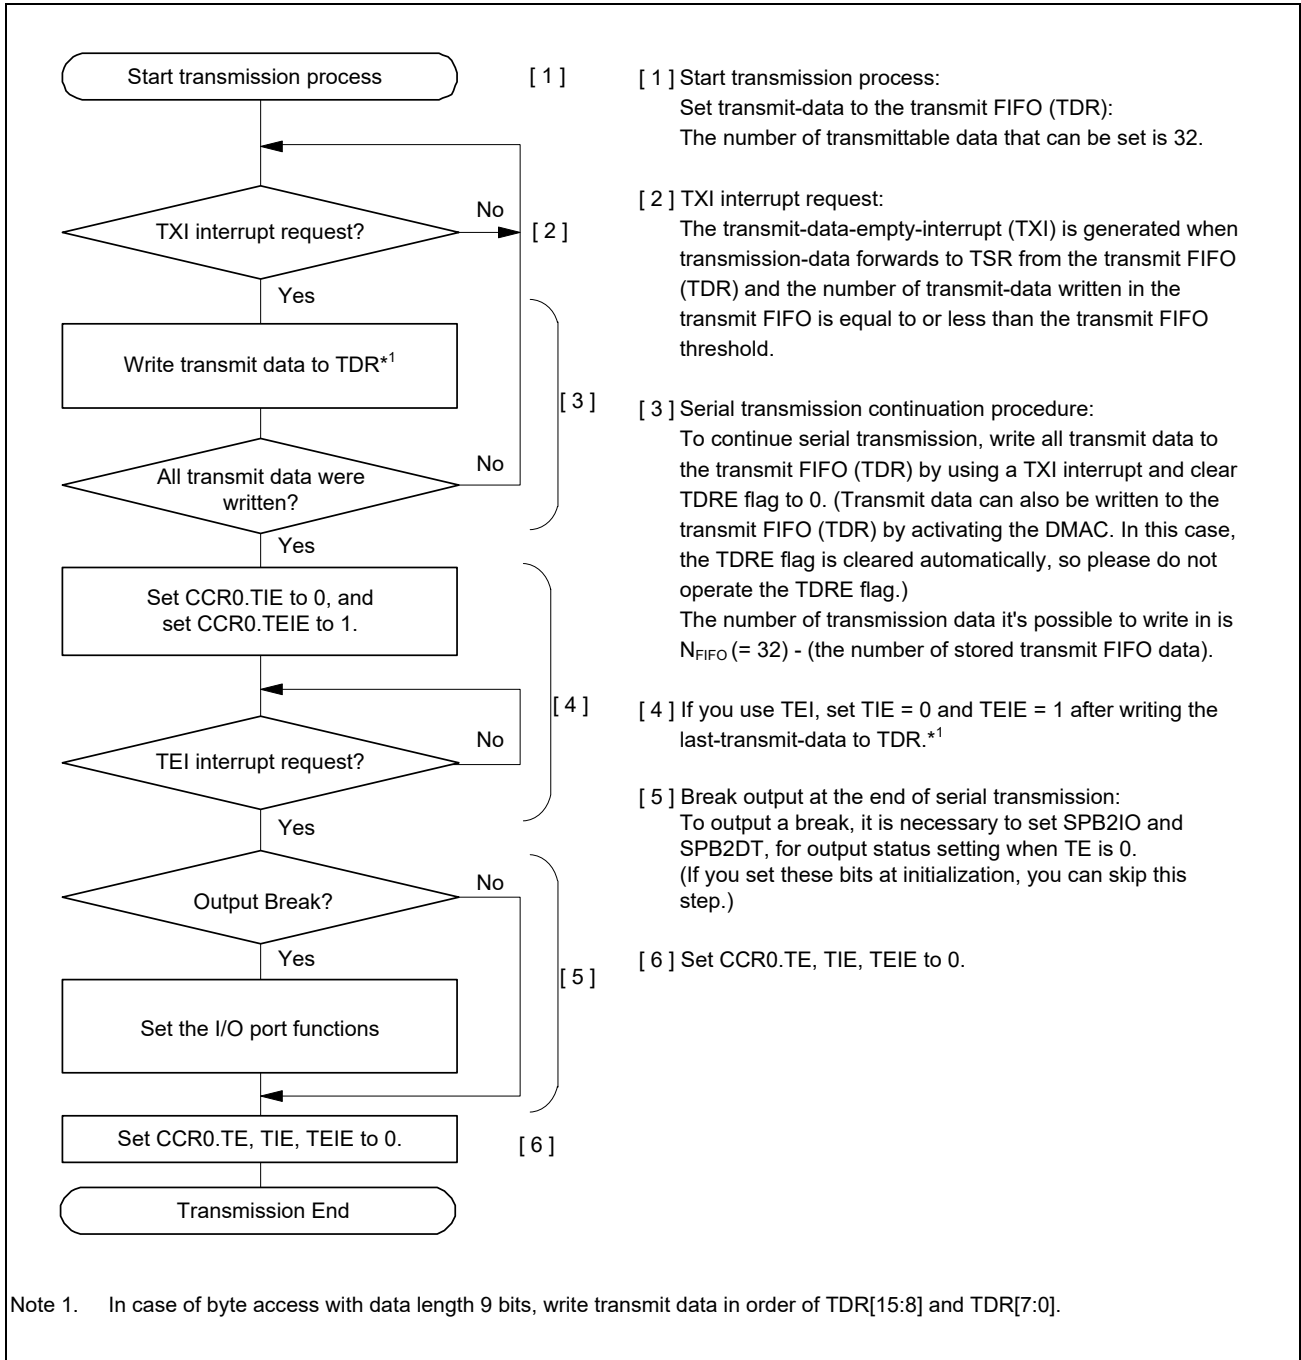 Start transmission process
[ 1 ]
TXI interrupt request?
No
[ 2 ]
Yes
Write transmit data to TDR*1
[ 3 ]
All transmit data were
written?
No
Yes
Set CCR0.TIE to 0, and
set CCR0.TEIE to 1.
[ 4 ]
TEI interrupt request?
No
Yes
Output Break?
No
Yes
[ 5 ]
Set the I/O port functions
Set CCR0.TE, TIE, TEIE to 0.
[ 6 ]
Transmission End
[ 1 ] Start transmission process:
Set transmit-data to the transmit FIFO (TDR):
The number of transmittable data that can be set is 32.
[ 2 ] TXI interrupt request:
The transmit-data-empty-interrupt (TXI) is generated when
transmission-data forwards to TSR from the transmit FIFO
(TDR) and the number of transmit-data written in the
transmit FIFO is equal to or less than the transmit FIFO
threshold.
[ 3 ] Serial transmission continuation procedure:
To continue serial transmission, write all transmit data to
the transmit FIFO (TDR) by using a TXI interrupt and clear
TDRE flag to 0. (Transmit data can also be written to the
transmit FIFO (TDR) by activating the DMAC. In this case,
the TDRE flag is cleared automatically, so please do not
operate the TDRE flag.)
The number of transmission data it's possible to write in is
NFIFO (= 32) - (the number of stored transmit FIFO data).
[ 4 ] If you use TEI, set TIE = 0 and TEIE = 1 after writing the
last-transmit-data to TDR.*1
[ 5 ] Break output at the end of serial transmission:
To output a break, it is necessary to set SPB2IO and
SPB2DT, for output status setting when TE is 0.
(If you set these bits at initialization, you can skip this
step.)
[ 6 ] Set CCR0.TE, TIE, TEIE to 0.
Note 1. In case of byte access with data length 9 bits, write transmit data in order of TDR[15:8] and TDR[7:0].